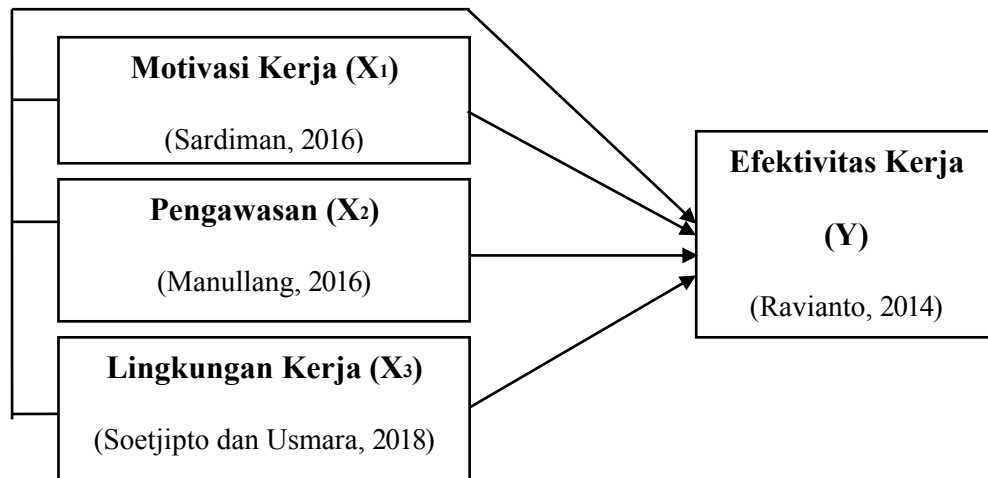 Motivasi Kerja (X1)
(Sardiman, 2016)
Pengawasan (X2)
(Manullang, 2016)
Lingkungan Kerja (X3)
(Soetjipto dan Usmara, 2018)
Efektivitas Kerja
(Y)
(Ravianto, 2014)